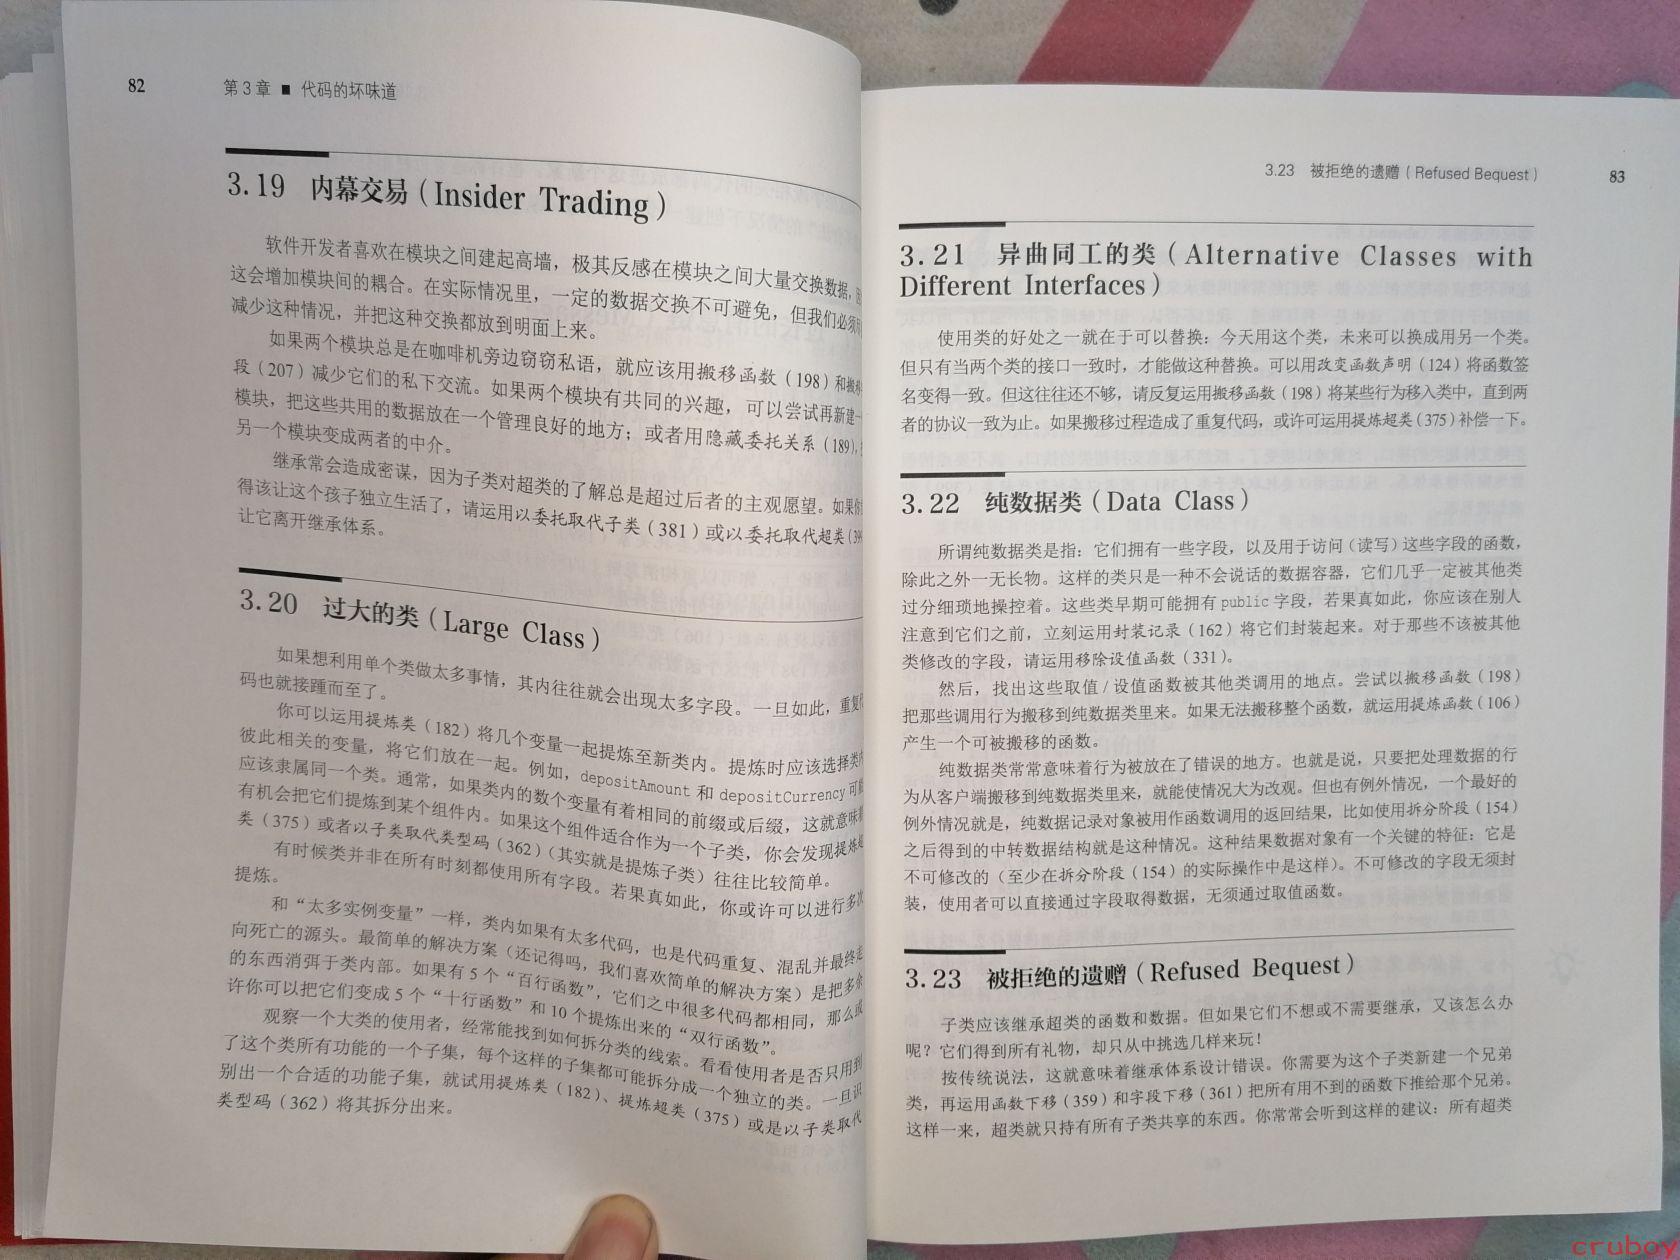 82 第3章 ■ 代码的坏味道
3.19 内幕交易（Insider Trading）
软件开发者喜欢在模块之间建起高墙，极其反感在模块之间大量交换数据，
这会增加模块间的耦合。在实际情况里，一定的数据交换不可避免，但我们必须
减少这种情况，并把这种交换都放到明面上来。
如果两个模块总是在咖啡机旁边窃窃私语，就应该用搬移函数（198）和搬移
段（207）减少它们的私下交流。如果两个模块有共同的兴趣，可以尝试再新建一
模块，把这些共用的数据放在一个管理良好的地方；或者用隐藏委托关系（189），
另一个模块变成两者的中介。
继承常会造成密谋，因为子类对超类的了解总是超过后者的主观愿望。如果你
得该让这个孩子独立生活了，请运用以委托取代子类（381）或以委托取代超类（399
让它离开继承体系。
3.20 过大的类（Large Class）
如果想利用单个类做太多事情，其内往往就会出现太多字段。一旦如此，重复代
码也就接踵而至了。
你可以运用提炼类（182）将几个变量一起提炼至新类内。提炼时应该选择类内
彼此相关的变量，将它们放在一起。例如，depositAmount 和 depositCurrency 可能
应该隶属同一个类。通常，如果类内的数个变量有着相同的前缀或后缀，这就意味着
有机会把它们提炼到某个组件内。如果这个组件适合作为一个子类，你会发现提炼超
类（375）或者以子类取代类型码（362）（其实就是提炼子类）往往比较简单。
有时候类并非在所有时刻都使用所有字段。若果真如此，你或许可以进行多次
提炼。
和“太多实例变量”一样，类内如果有太多代码，也是代码重复、混乱并最终走
向死亡的源头。最简单的解决方案（还记得吗，我们喜欢简单的解决方案）是把多余
的东西消弭于类内部。如果有5个“百行函数”，它们之中很多代码都相同，那么或
许你可以把它们变成5个“十行函数”和10个提炼出来的“双行函数”。
观察一个大类的使用者，经常能找到如何拆分类的线索。看看使用者是否只用到
了这个类所有功能的一个子集，每个这样的子集都可能拆分成一个独立的类。一旦识
别出一个合适的功能子集，就试用提炼类（182）、提炼超类（375）或是以子类取代
类型码（362）将其拆分出来。
3.23 被拒绝的遗赠（Refused Bequest） 83
3.21 异曲同工的类（Alternative Classes with
Different Interfaces）
使用类的好处之一就在于可以替换：今天用这个类，未来可以换成用另一个类。
但只有当两个类的接口一致时，才能做这种替换。可以用改变函数声明（124）将函数签
名变得一致。但这往往还不够，请反复运用搬移函数（198）将某些行为移入类中，直到两
者的协议一致为止。如果搬移过程造成了重复代码，或许可运用提炼超类（375）补偿一下。
3.22 纯数据类（Data Class）
所谓纯数据类是指：它们拥有一些字段，以及用于访问（读写）这些字段的函数，
除此之外一无长物。这样的类只是一种不会说话的数据容器，它们几乎一定被其他类
过分细琐地操控着。这些类早期可能拥有 public 字段，若果真如此，你应该在别人
注意到它们之前，立刻运用封装记录（162）将它们封装起来。对于那些不该被其他
类修改的字段，请运用移除设值函数（331）。
然后，找出这些取值/设值函数被其他类调用的地点。尝试以搬移函数（198）
把那些调用行为搬移到纯数据类里来。如果无法搬移整个函数，就运用提炼函数（106）
产生一个可被搬移的函数。
纯数据类常常意味着行为被放在了错误的地方。也就是说，只要把处理数据的行
为从客户端搬移到纯数据类里来，就能使情况大为改观。但也有例外情况，一个最好的
例外情况就是，纯数据记录对象被用作函数调用的返回结果，比如使用拆分阶段（154）
之后得到的中转数据结构就是这种情况。这种结果数据对象有一个关键的特征：它是
不可修改的（至少在拆分阶段（154）的实际操作中是这样）。不可修改的字段无须封
装，使用者可以直接通过字段取得数据，无须通过取值函数。
3.23 被拒绝的遗赠（Refused Bequest）
子类应该继承超类的函数和数据。但如果它们不想或不需要继承，又该怎么办
呢？它们得到所有礼物，却只从中挑选几样来玩！
按传统说法，这就意味着继承体系设计错误。你需要为这个子类新建一个兄弟
类，再运用函数下移（359）和字段下移（361）把所有用不到的函数下推给那个兄弟。
这样一来，超类就只持有所有子类共享的东西。你常常会听到这样的建议：所有超类
cruboy